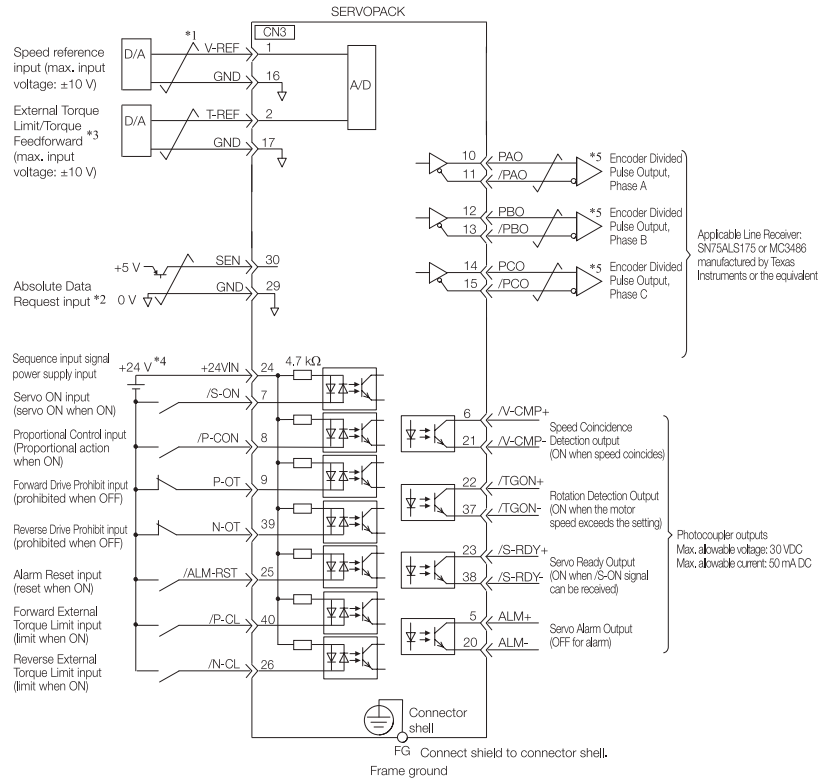 SERVOPACK
CN3
Speed reference
input (max. input
voltage: ±10 V)
D/A
*1
V-REF
1
GND
16
A/D
External Torque
Limit/Torque
Feedforward *3
(max. input
voltage: ±10 V)
D/A
T-REF
2
GND
17
10 PAO
11 /PAO
*5 Encoder Divided
Pulse Output,
Phase A
12 PBO
13 /PBO
*5 Encoder Divided
Pulse Output,
Phase B
14 PCO
15 /PCO
*5 Encoder Divided
Pulse Output,
Phase C
Applicable Line Receiver:
SN75ALS175 or MC3486
manufactured by Texas
Instruments or the equivalent
Absolute Data
Request input *2
+5 V
0 V
SEN
30
GND
29
Sequence input signal
power supply input
+24 V *4
+24VIN
24
4.7 kΩ
Servo ON input
(servo ON when ON)
/S-ON
7
Proportional Control input
(Proportional action
when ON)
/P-CON
8
Forward Drive Prohibit input
(prohibited when OFF)
P-OT
9
Reverse Drive Prohibit input
(prohibited when OFF)
N-OT
39
Alarm Reset input
(reset when ON)
/ALM-RST
25
Forward External
Torque Limit input
(limit when ON)
/P-CL
40
Reverse External
Torque Limit input
(limit when ON)
/N-CL
26
6 /V-CMP+
21 /V-CMP-
Speed Coincidence
Detection output
(ON when speed coincides)
22 /TGON+
37 /TGON-
Rotation Detection Output
(ON when the motor
speed exceeds the setting)
23 /S-RDY+
38 /S-RDY-
Servo Ready Output
(ON when /S-ON signal
can be received)
5 ALM+
20 ALM-
Servo Alarm Output
(OFF for alarm)
Photocoupler outputs
Max. allowable voltage: 30 VDC
Max. allowable current: 50 mA DC
Connector
shell
FG Connect shield to connector shell.
Frame ground